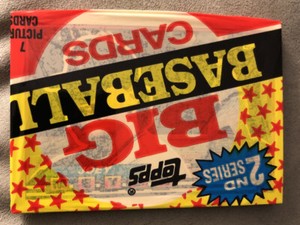 2ND
SERIES
topps®
BIG
BASEBALL
CARDS
7 PICTURE
CARDS